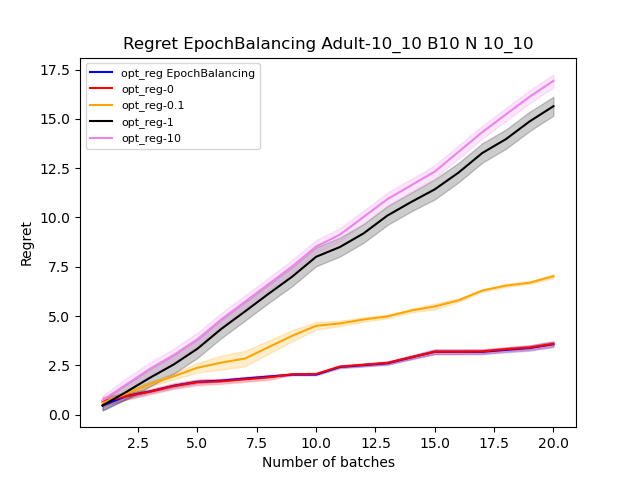 Regret EpochBalancing Adult-10_10 B10 N 10_10
17.5
15.0
12.5
10.0
7.5
5.0
2.5
0.0
Regret
opt_reg EpochBalancing
opt_reg-0
opt_reg-0.1
opt_reg-1
opt_reg-10
2.5 5.0 7.5 10.0 12.5 15.0 17.5 20.0
Number of batches